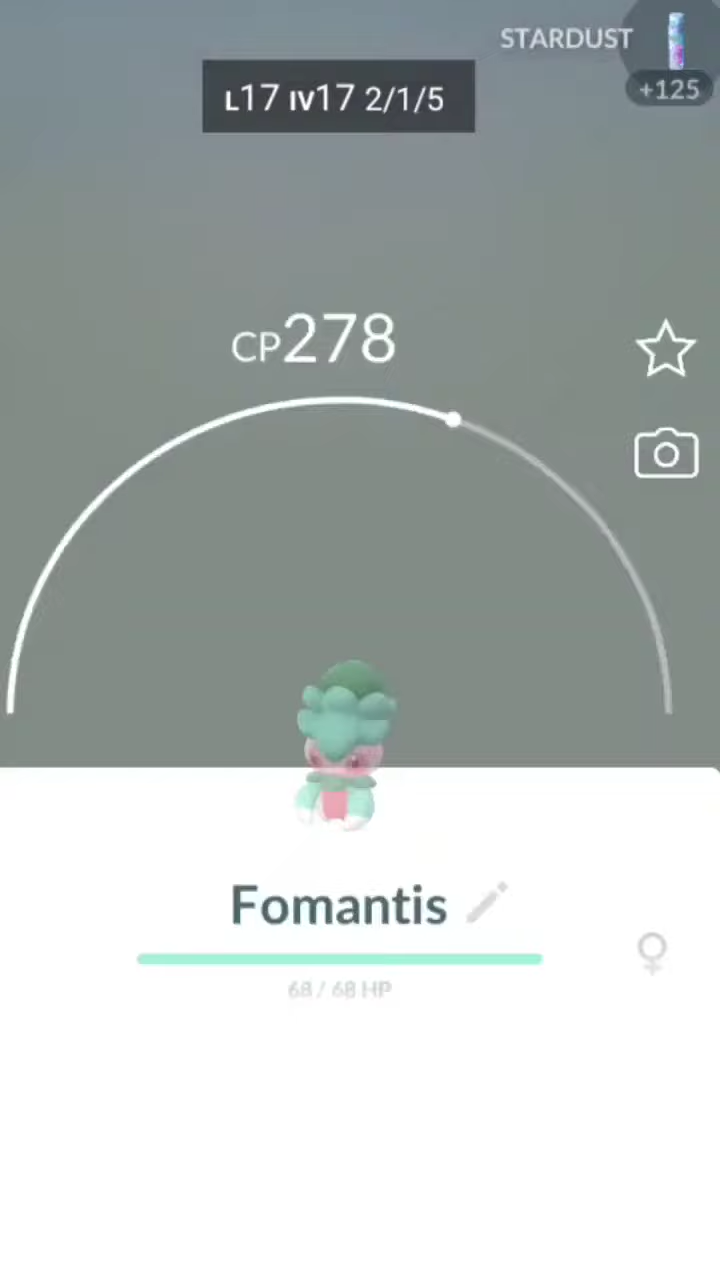 STARDUST
+125
L17 IV17 2/1/5
CP278
Fomantis
68 / 68 HP